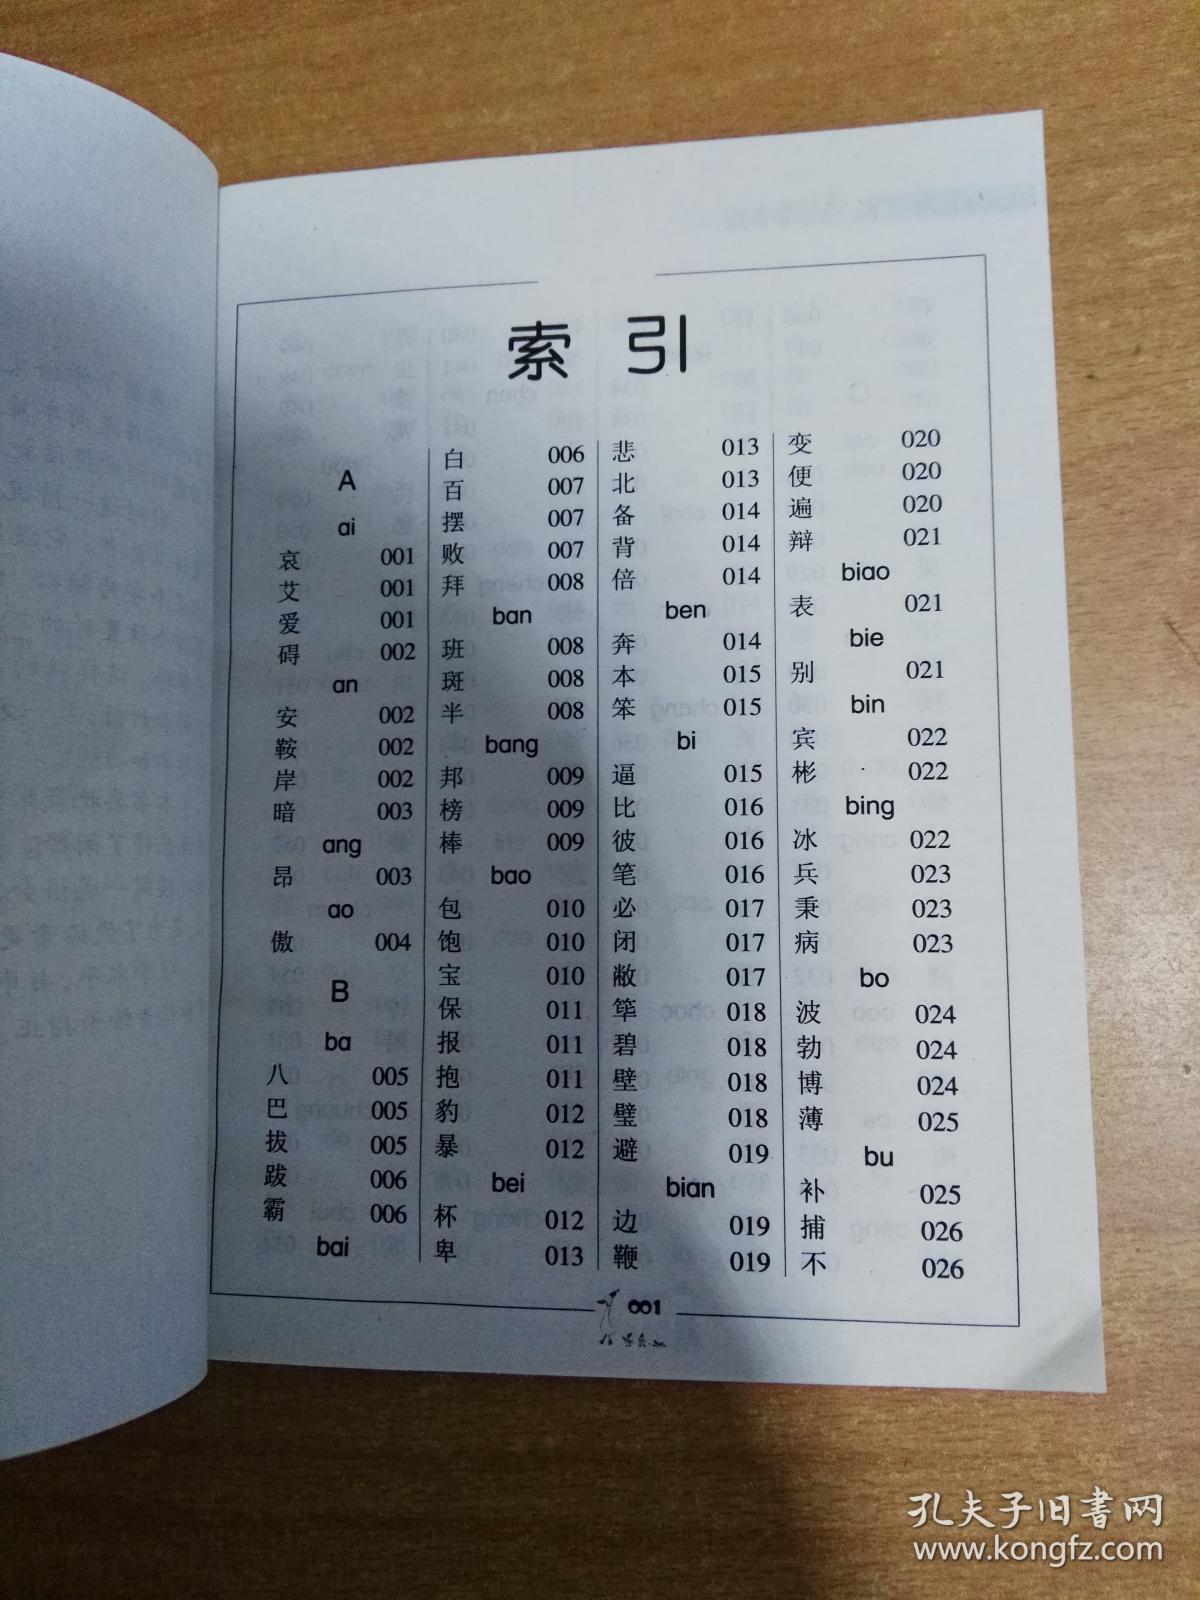 索 引
A
ai
哀 001
艾 001
爱 001
碍 002
an
安 002
鞍 002
岸 002
暗 003
ang
昂 003
ao
傲 004
B
ba
八 005
巴 005
拔 005
跋 006
霸 006
bai
白 006
百 007
摆 007
败 007
拜 008
ban
班 008
斑 008
半 008
bang
邦 009
榜 009
棒 009
bao
包 010
饱 010
宝 010
保 011
报 011
抱 011
豹 012
暴 012
bei
杯 012
卑 013
悲 013
北 013
备 014
背 014
倍 014
ben
奔 014
本 015
笨 015
bi
逼 015
比 016
彼 016
笔 016
必 017
闭 017
敝 017
筚 018
碧 018
壁 018
璧 018
避 019
bian
边 019
鞭 019
变 020
便 020
遍 020
辩 021
biao
表 021
bie
别 021
bin
宾 022
彬 022
bing
冰 022
兵 023
秉 023
病 023
bo
波 024
勃 024
博 024
薄 025
bu
补 025
捕 026
不 026
001
孔夫子旧书网
www.kongfz.com